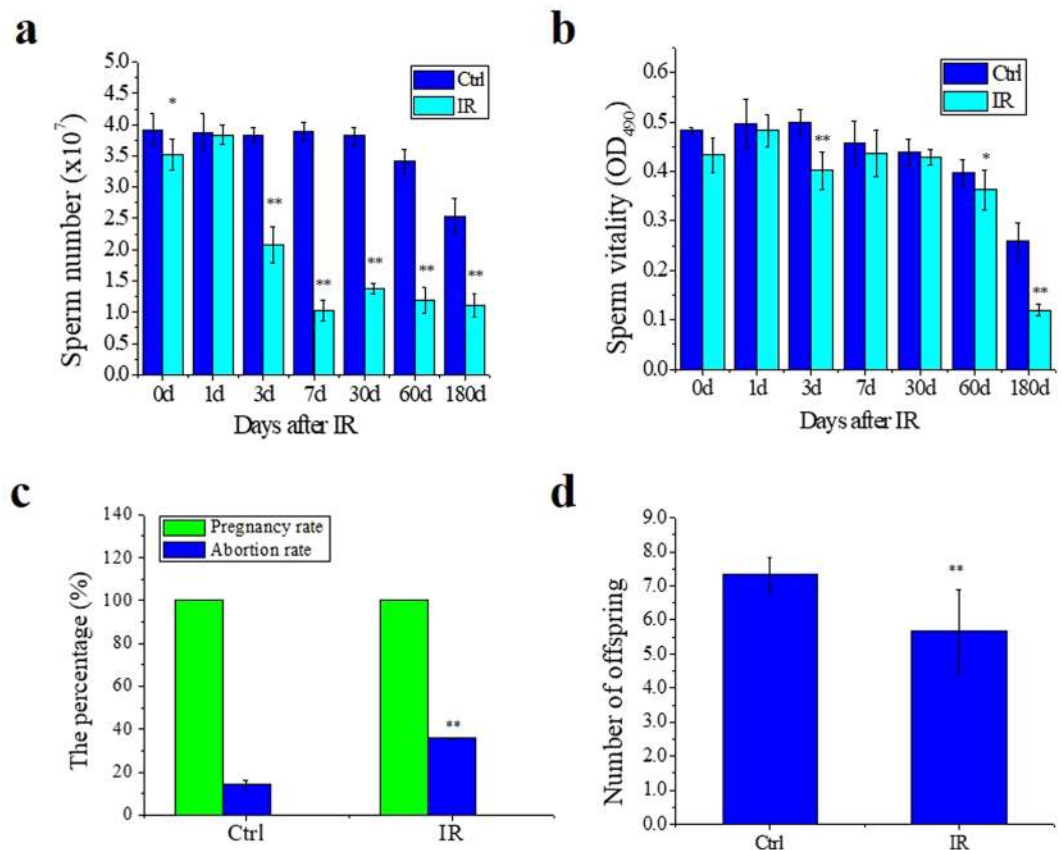 a
5.0
4.5
4.0
3.5
3.0
2.5
2.0
1.5
1.0
0.5
0.0
Sperm number (x10⁷)
Ctrl
IR
*
**
**
**
**
**
0d 1d 3d 7d 30d 60d 180d
Days after IR
b
0.6
0.5
0.4
0.3
0.2
0.1
0.0
Sperm vitality (OD₄₉₀)
Ctrl
IR
**
*
**
0d 1d 3d 7d 30d 60d 180d
Days after IR
c
140
120
100
80
60
40
20
0
The percentage (%)
Pregnancy rate
Abortion rate
**
Ctrl IR
d
9.0
8.0
7.0
6.0
5.0
4.0
3.0
2.0
1.0
0.0
Number of offspring
**
Ctrl IR